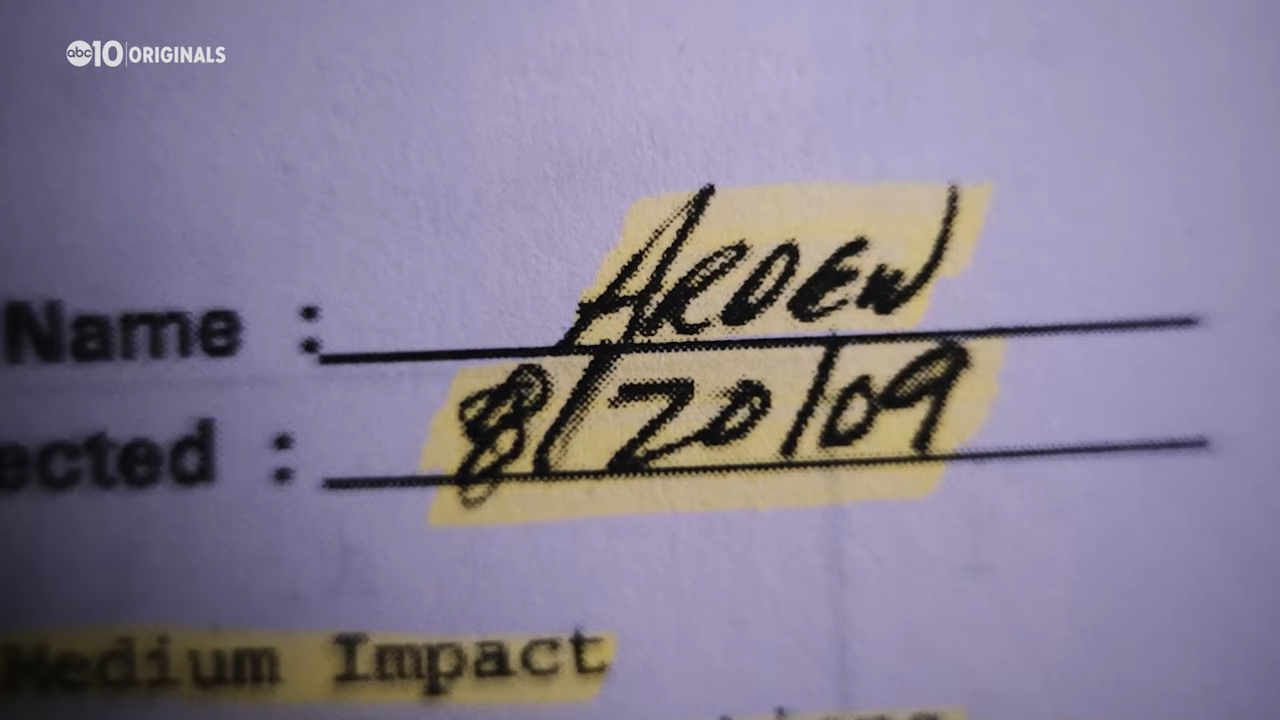 abc10 ORIGINALS
Name : ARDEN
ected : 8/20/09
Medium Impact